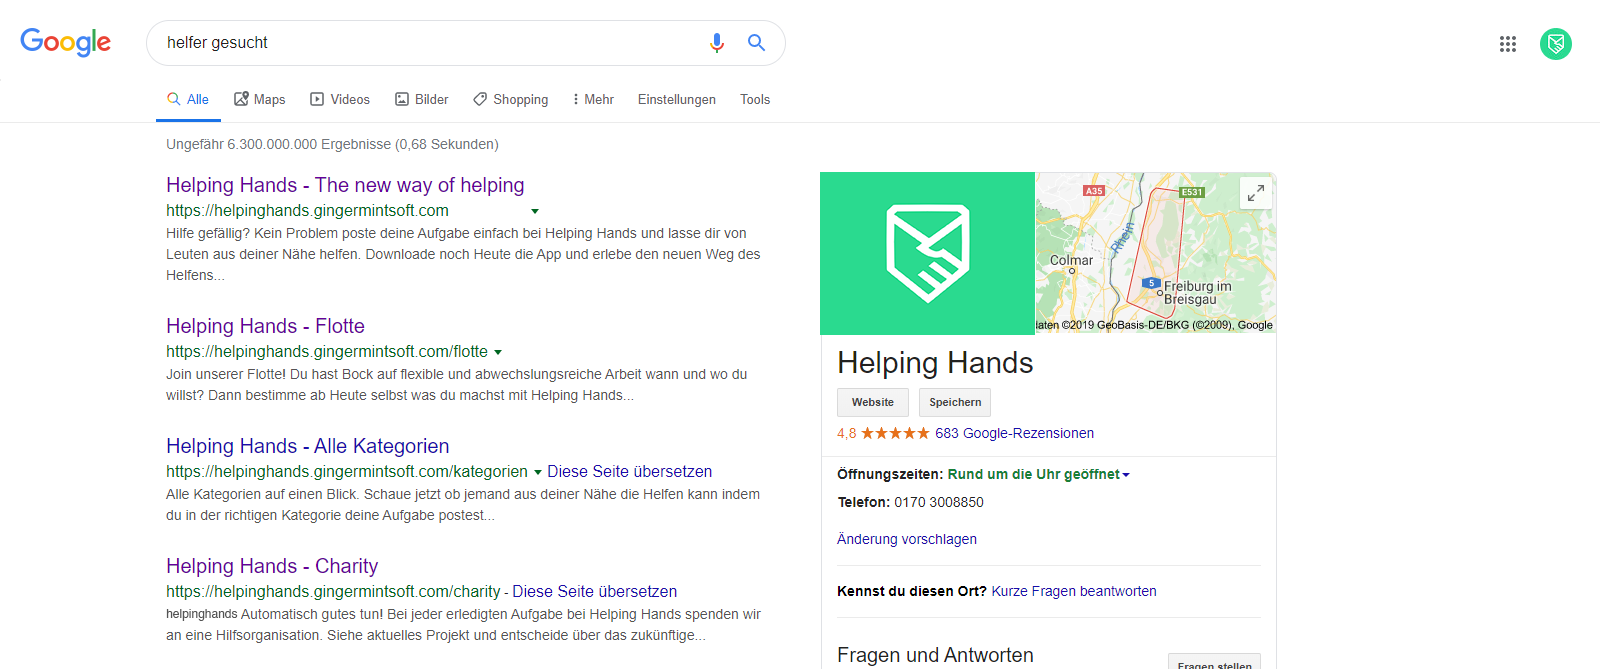 Google
helfer gesucht
Alle Maps Videos Bilder Shopping Mehr Einstellungen Tools
Ungefähr 6.300.000.000 Ergebnisse (0,68 Sekunden)
Helping Hands - The new way of helping
https://helpinghands.gingermintsoft.com
Hilfe gefällig? Kein Problem poste deine Aufgabe einfach bei Helping Hands und lasse dir von
Leuten aus deiner Nähe helfen. Downloade noch Heute die App und erlebe den neuen Weg des
Helfens...
Helping Hands - Flotte
https://helpinghands.gingermintsoft.com/flotte
Join unserer Flotte! Du hast Bock auf flexible und abwechslungsreiche Arbeit wann und wo du
willst? Dann bestimme ab Heute selbst was du machst mit Helping Hands...
Helping Hands - Alle Kategorien
https://helpinghands.gingermintsoft.com/kategorien Diese Seite übersetzen
Alle Kategorien auf einen Blick. Schaue jetzt ob jemand aus deiner Nähe die Helfen kann indem
du in der richtigen Kategorie deine Aufgabe postest...
Helping Hands - Charity
https://helpinghands.gingermintsoft.com/charity - Diese Seite übersetzen
helpinghands Automatisch gutes tun! Bei jeder erledigten Aufgabe bei Helping Hands spenden wir
an eine Hilfsorganisation. Siehe aktuelles Projekt und entscheide über das zukünftige...
A35
E531
Rhein
Colmar
5
Freiburg im
Breisgau
daten ©2019 GeoBasis-DE/BKG (©2009), Google
Helping Hands
Website Speichern
4,8 683 Google-Rezensionen
Öffnungszeiten: Rund um die Uhr geöffnet
Telefon: 0170 3008850
Änderung vorschlagen
Kennst du diesen Ort? Kurze Fragen beantworten
Fragen und Antworten
Fragen stellen